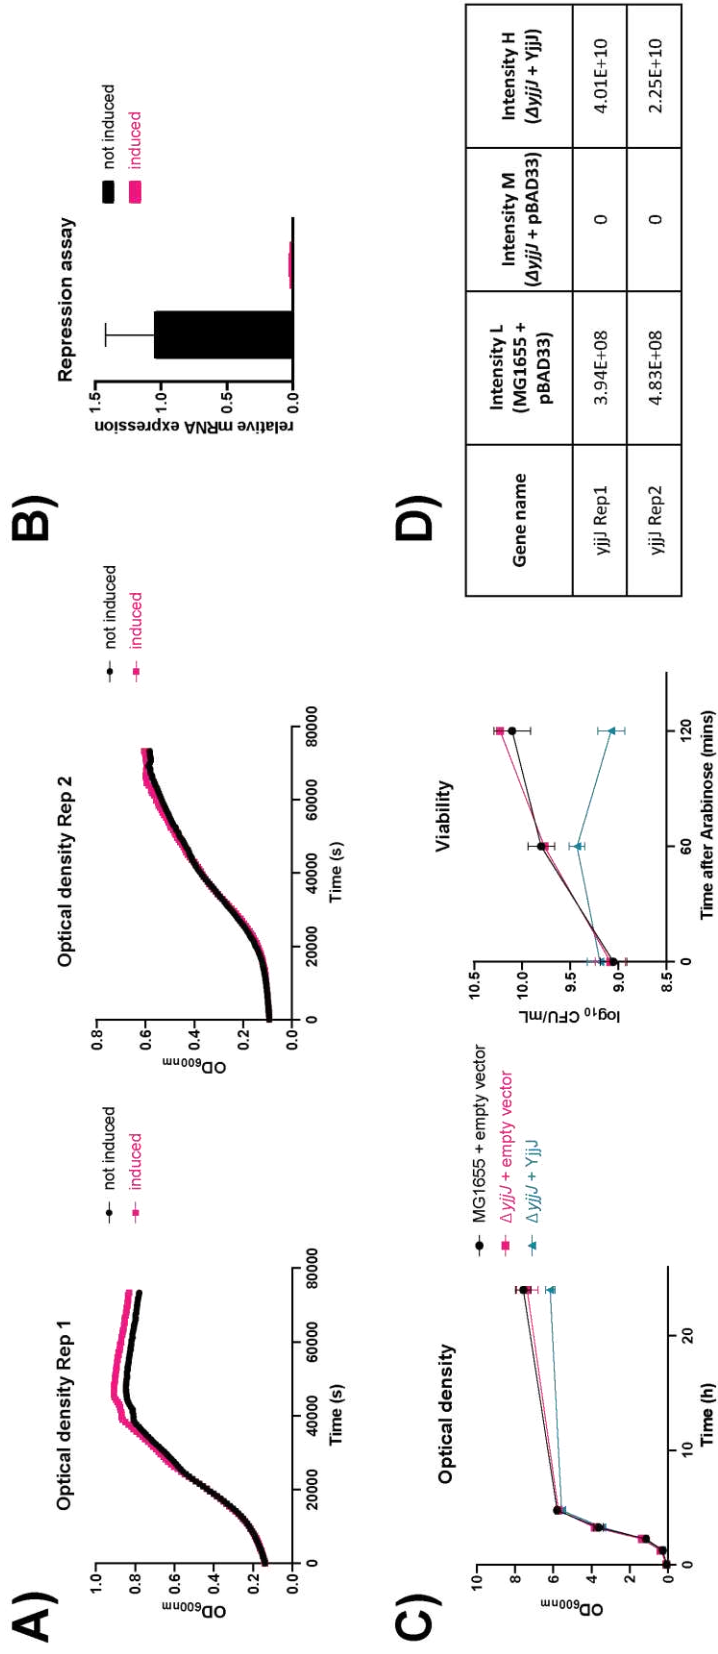 A)
Optical density Rep 1
OD600nm
1.0
0.8
0.6
0.4
0.2
0.0
0
20000
40000
60000
80000
Time (s)
not induced
induced
Optical density Rep 2
OD600nm
0.8
0.6
0.4
0.2
0.0
0
20000
40000
60000
80000
Time (s)
not induced
induced
B)
Repression assay
relative mRNA expression
1.5
1.0
0.5
0.0
not induced
induced
C)
Optical density
OD600nm
10
8
6
4
2
0
0
10
20
Time (h)
MG1655 + empty vector
ΔyjjJ + empty vector
ΔyjjJ + YjjJ
Viability
log10 CFU/mL
10.5
10.0
9.5
9.0
8.5
0
60
120
Time after Arabinose (mins)
D)
Gene name
Intensity L
(MG1655 +
pBAD33)
Intensity M
(ΔyjjJ + pBAD33)
Intensity H
(ΔyjjJ + YjjJ)
yjjJ Rep1
3.94E+08
0
4.01E+10
yjjJ Rep2
4.83E+08
0
2.25E+10